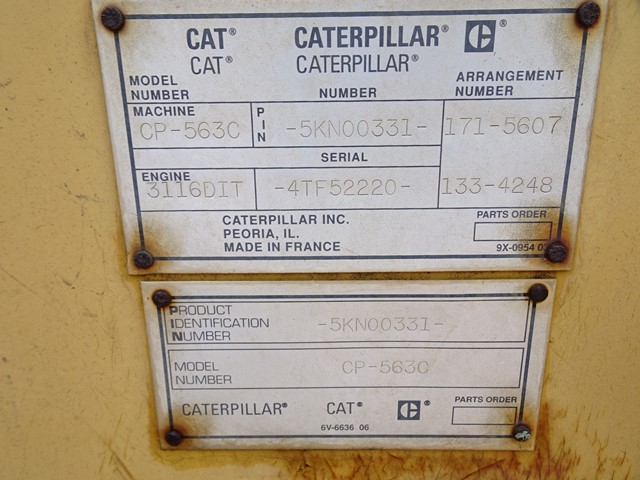 CAT® CATERPILLAR® C
CAT® CATERPILLAR®
MODEL NUMBER NUMBER ARRANGEMENT NUMBER
MACHINE PIN
CP-563C -5KN00331- 171-5607
SERIAL
ENGINE
3116DIT -4TF52220- 133-4248
CATERPILLAR INC.
PEORIA, IL.
MADE IN FRANCE
PARTS ORDER
9X-0954
PRODUCT
IDENTIFICATION -5KN00331-
NUMBER
MODEL CP-563C
NUMBER
CATERPILLAR® CAT® C® PARTS ORDER
6V-6636 06